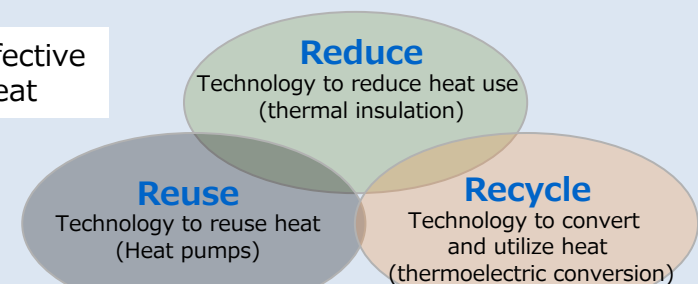 fective
eat
Reduce
Technology to reduce heat use
(thermal insulation)
Reuse
Technology to reuse heat
(Heat pumps)
Recycle
Technology to convert
and utilize heat
(thermoelectric conversion)